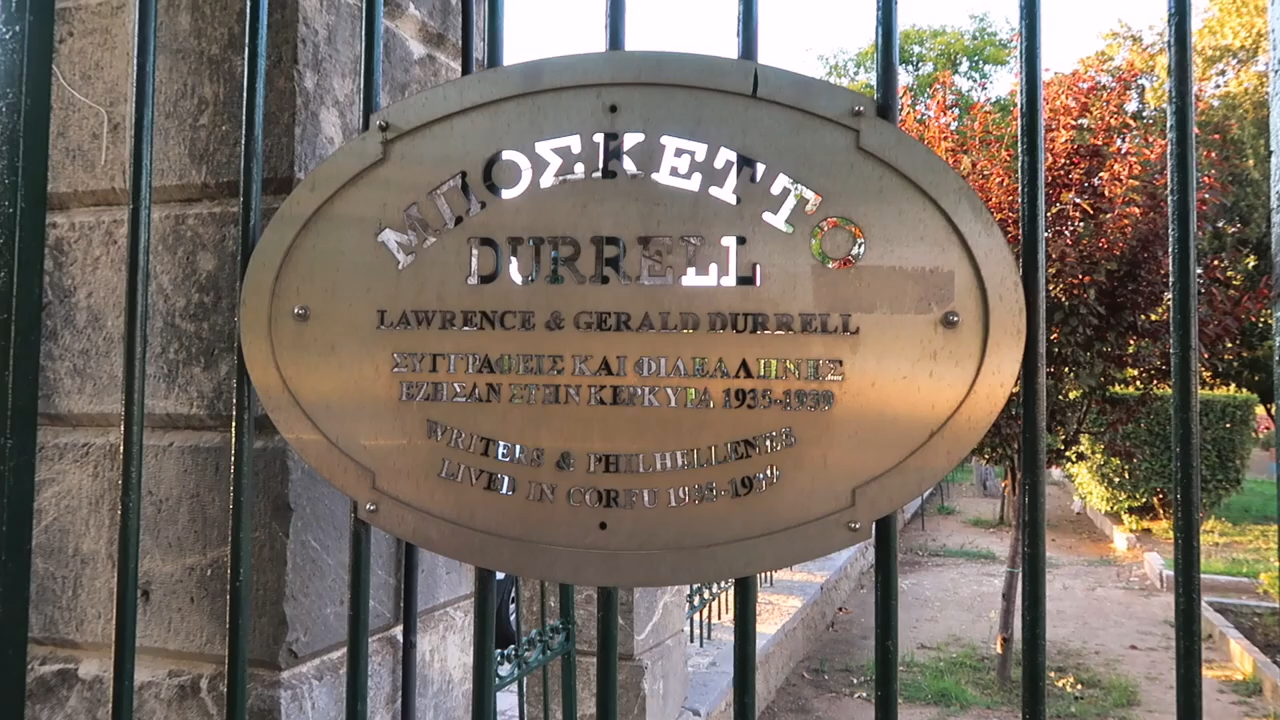 ΜΠΟΣΚΕΤΤΟ
DURRELL
LAWRENCE & GERALD DURRELL
ΣΥΓΓΡΑΦΕΙΣ ΚΑΙ ΦΙΛΕΛΛΗΝΕΣ
ΕΖΗΣΑΝ ΣΤΗΝ ΚΕΡΚΥΡΑ 1935-1939
WRITERS & PHILHELLENES
LIVED IN CORFU 1935-1939